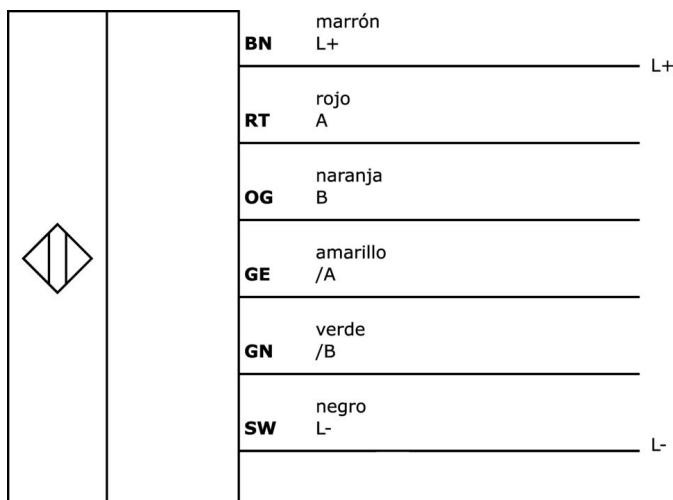 marrón
BN L+
L+
rojo
RT A
naranja
OG B
amarillo
GE /A
verde
GN /B
negro
SW L-
L-